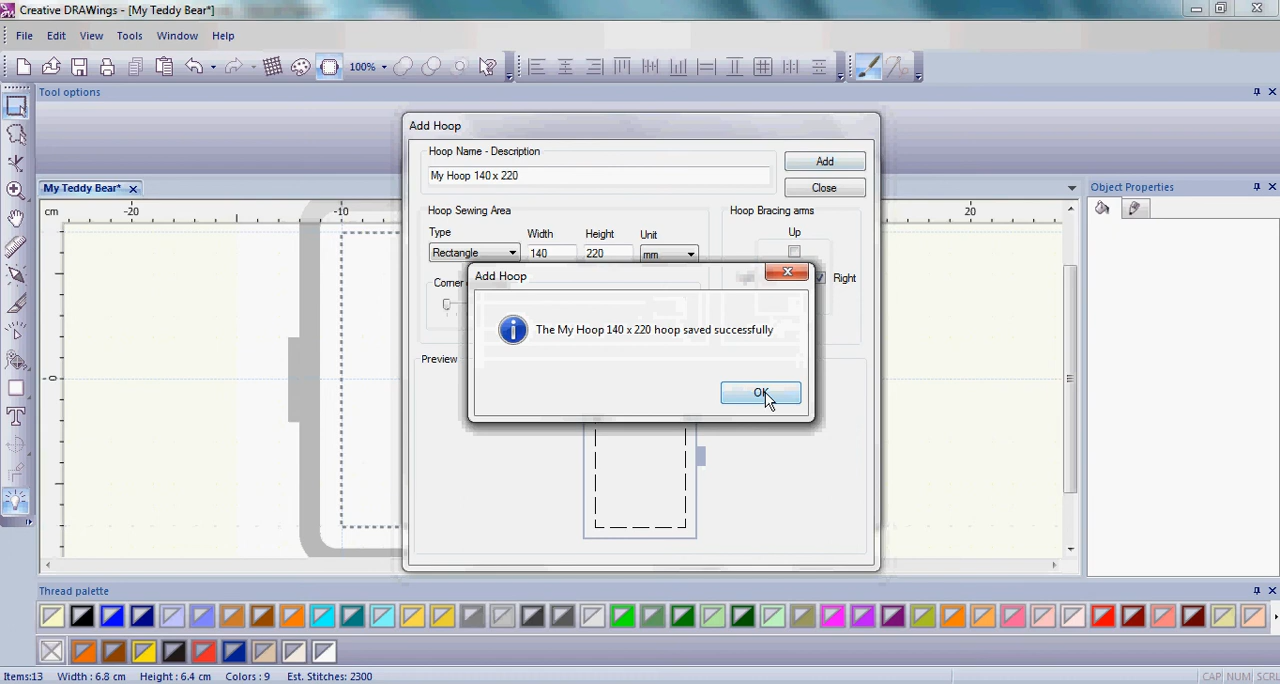 Creative DRAWings - [My Teddy Bear*]
File Edit View Tools Window Help
100%
Tool options
My Teddy Bear*
cm
-20
-10
20
0
Object Properties
Add Hoop
Hoop Name - Description
My Hoop 140 x 220
Add
Close
Hoop Sewing Area
Type Width Height Unit
Rectangle 140 220 mm
Corner
Hoop Bracing arms
Up
Right
Preview
Add Hoop
The My Hoop 140 x 220 hoop saved successfully
OK
Thread palette
Items:13 Width : 6.8 cm Height : 6.4 cm Colors : 9 Est. Stitches: 2300
CAP NUM SCRL